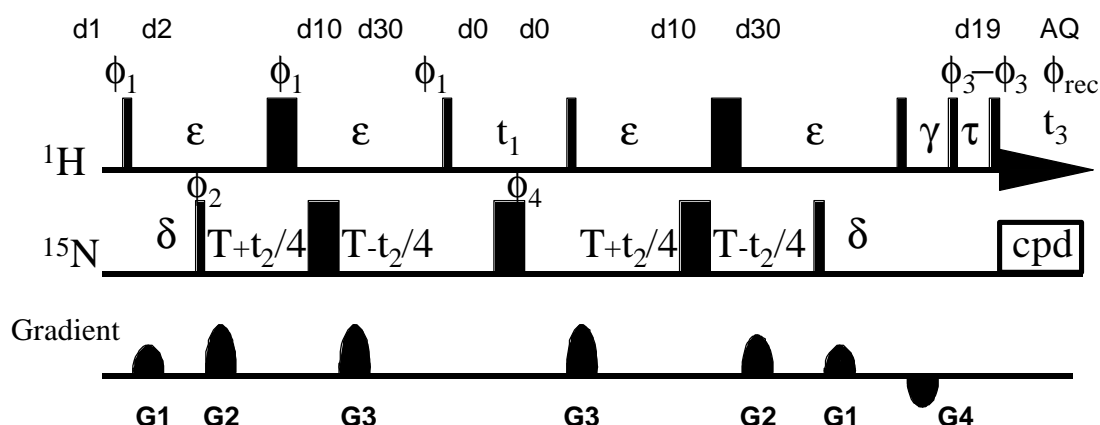 d1 d2 d10 d30 d0 d0 d10 d30 d19 AQ
ϕ1 ϕ1 ϕ1 ϕ3 −ϕ3 ϕrec
ε ε t1 ε ε γ τ t3
1H
ϕ2 ϕ4
15N δ T+t2/4 T-t2/4 T+t2/4 T-t2/4 δ cpd
Gradient
G1 G2 G3 G3 G2 G1 G4